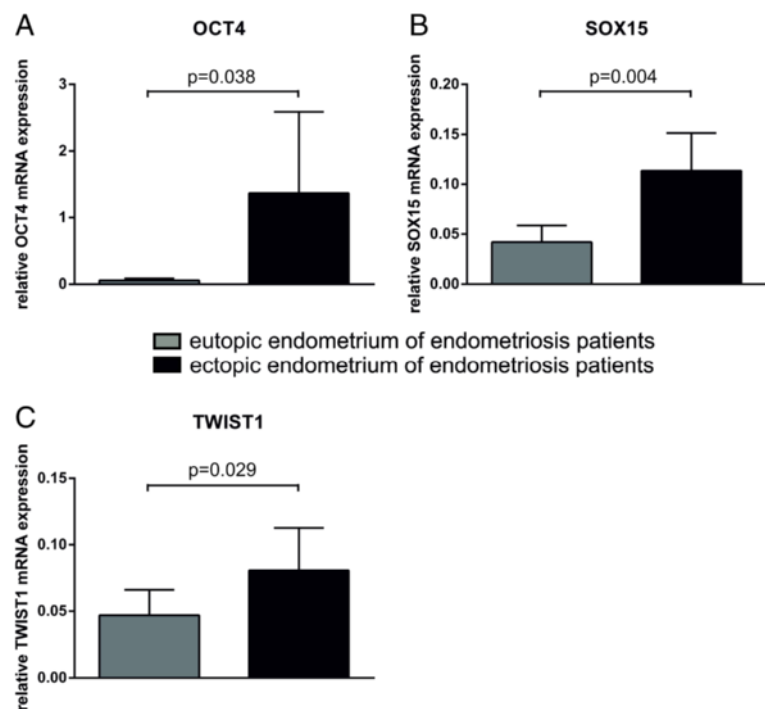 A
OCT4
relative OCT4 mRNA expression
3
2
1
0
p=0.038
B
SOX15
relative SOX15 mRNA expression
0.20
0.15
0.10
0.05
0.00
p=0.004
eutopic endometrium of endometriosis patients
ectopic endometrium of endometriosis patients
C
TWIST1
relative TWIST1 mRNA expression
0.15
0.10
0.05
0.00
p=0.029